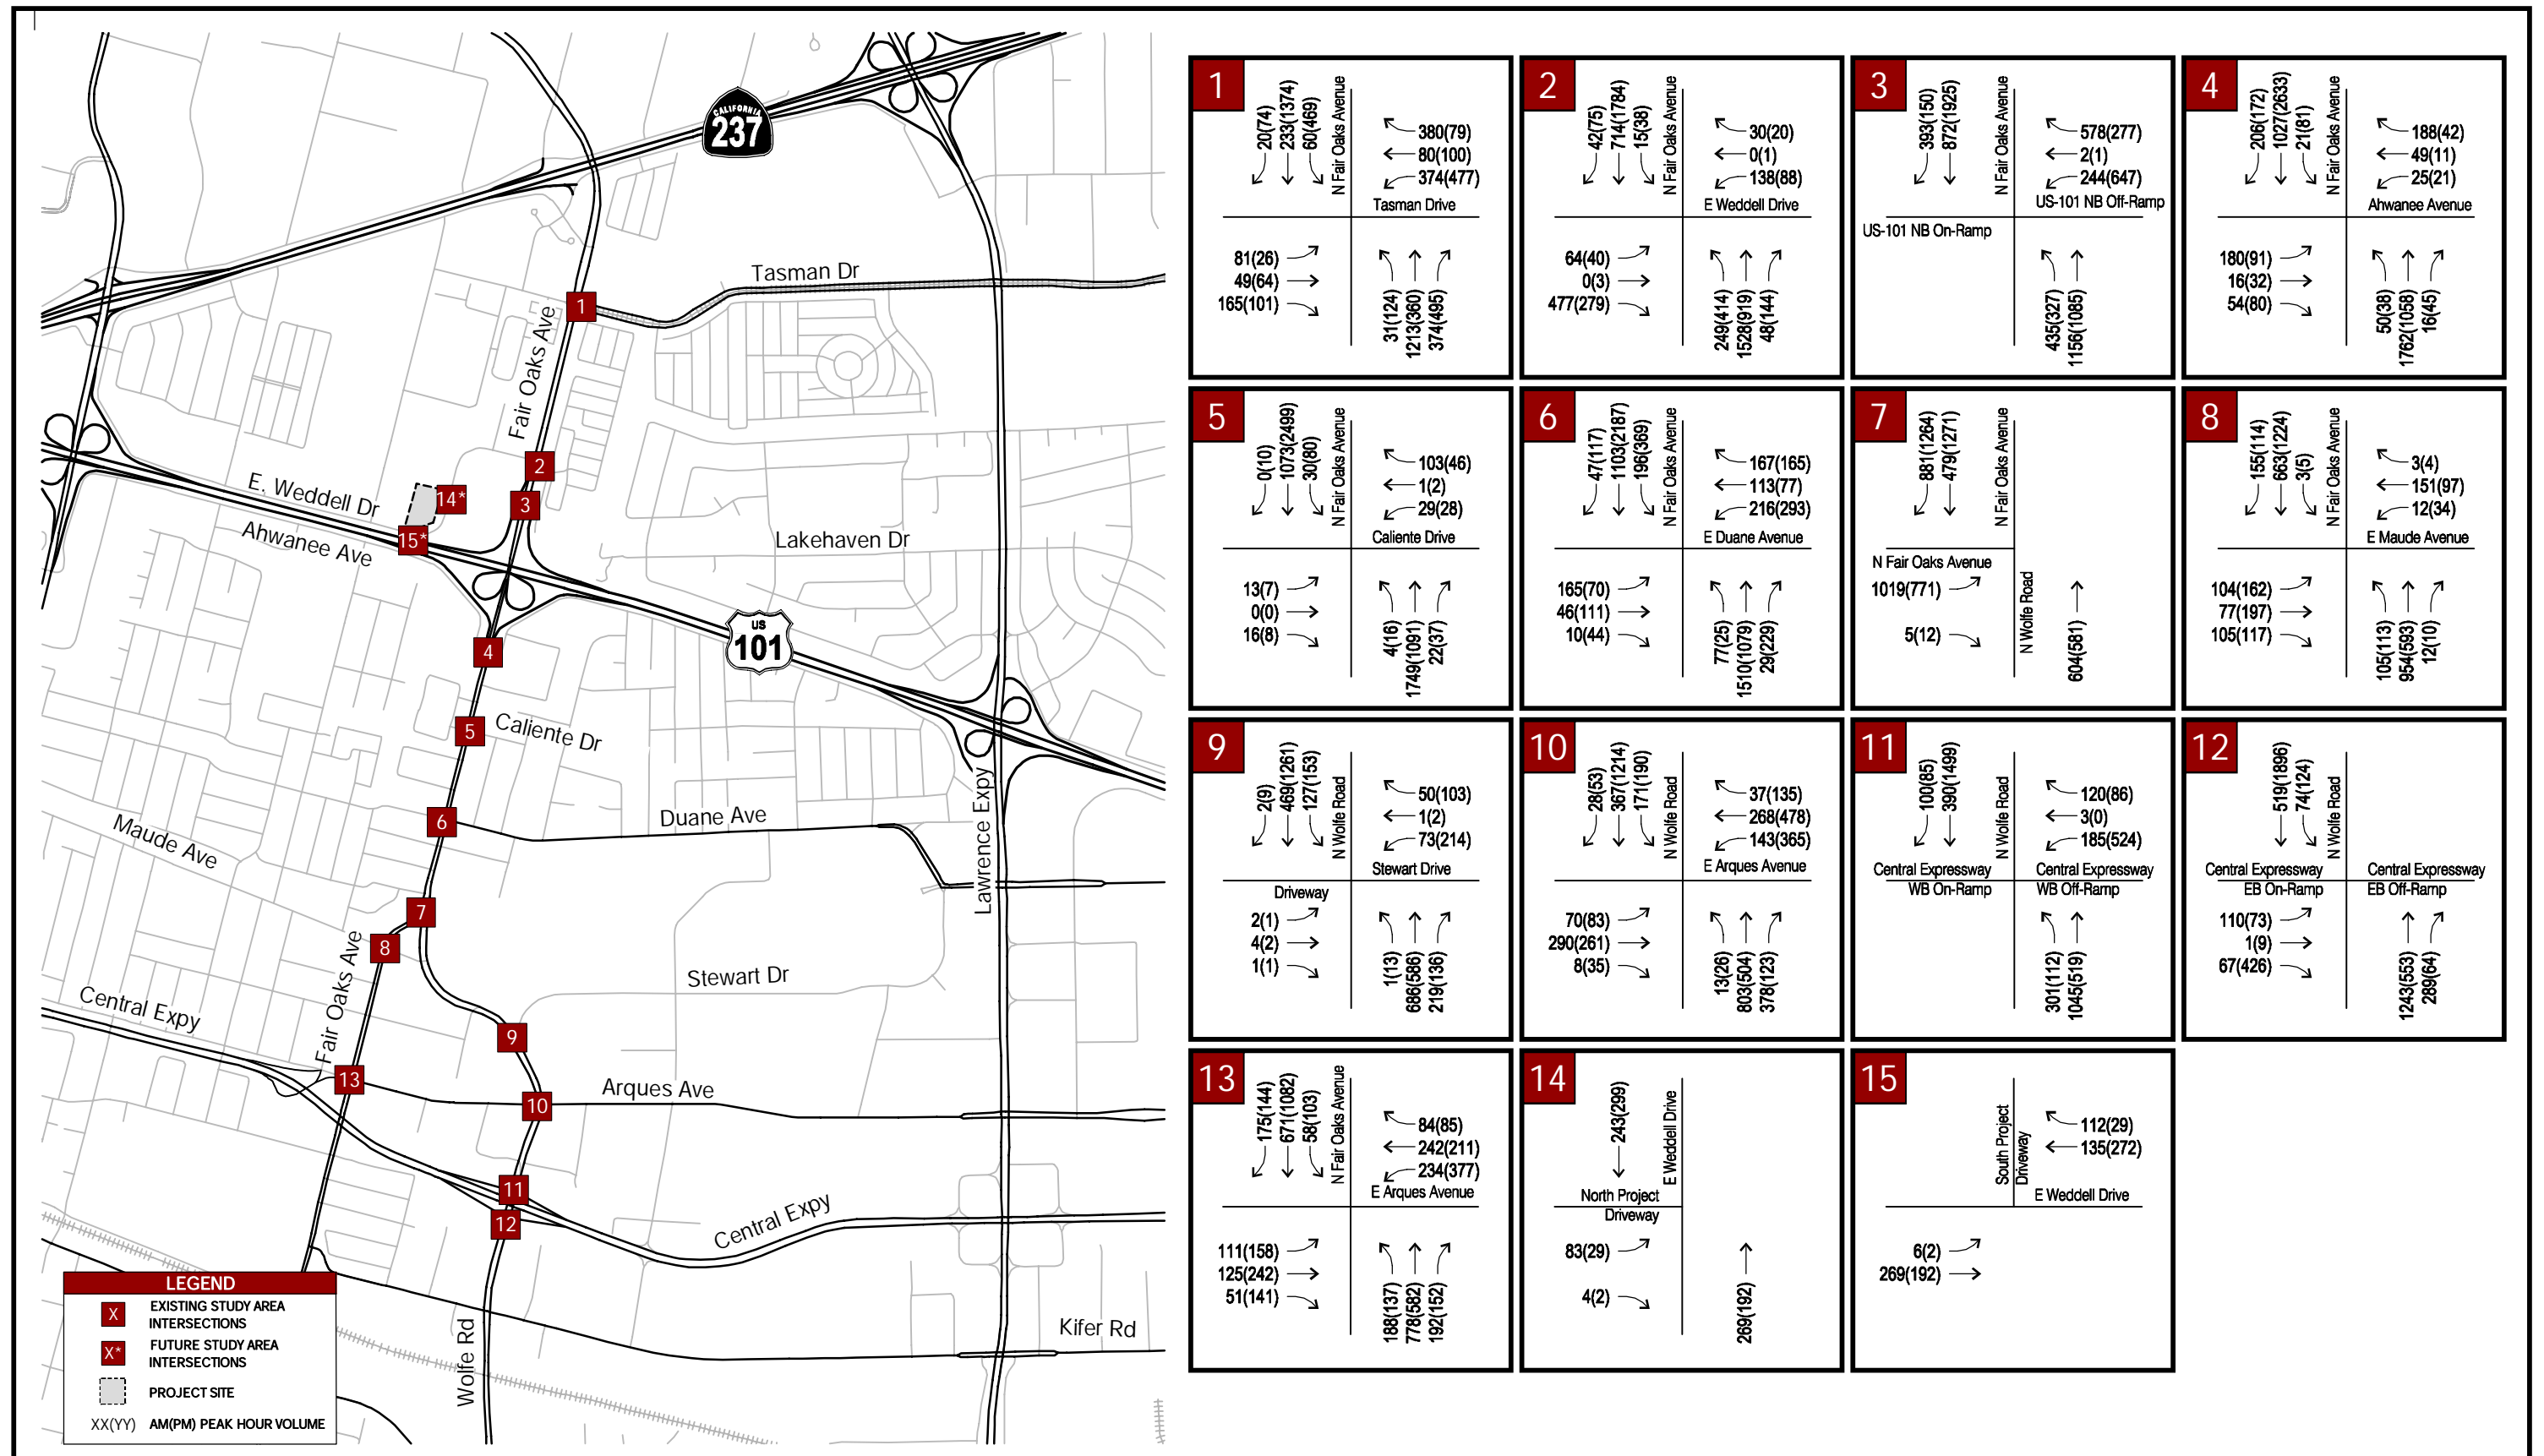 CALIFORNIA
237
Tasman Dr
1
Fair Oaks Ave
2
E. Weddell Dr
14*
3
Ahwanee Ave
15*
Lakehaven Dr
US
101
4
5
Caliente Dr
Lawrence Expy
Duane Ave
6
Maude Ave
7
8
Fair Oaks Ave
Stewart Dr
Central Expy
9
13
Arques Ave
10
11
12
Central Expy
Kifer Rd
Wolfe Rd
LEGEND
X
EXISTING STUDY AREA
INTERSECTIONS
X*
FUTURE STUDY AREA
INTERSECTIONS
PROJECT SITE
XX(YY) AM(PM) PEAK HOUR VOLUME
1
20(74)
233(1374)
60(469)
N Fair Oaks Avenue
380(79)
80(100)
374(477)
Tasman Drive
81(26)
49(64)
165(101)
31(124)
1213(360)
374(495)
2
42(75)
714(1784)
15(38)
N Fair Oaks Avenue
30(20)
0(1)
138(88)
E Weddell Drive
64(40)
0(3)
477(279)
249(414)
1528(919)
48(144)
3
393(150)
872(1925)
N Fair Oaks Avenue
578(277)
2(1)
244(647)
US-101 NB Off-Ramp
US-101 NB On-Ramp
435(327)
1156(1085)
4
206(172)
1027(2633)
21(81)
N Fair Oaks Avenue
188(42)
49(11)
25(21)
Ahwanee Avenue
180(91)
16(32)
54(80)
50(38)
1762(1058)
16(45)
5
0(10)
1073(2499)
30(80)
N Fair Oaks Avenue
103(46)
1(2)
29(28)
Caliente Drive
13(7)
0(0)
16(8)
4(16)
1749(1091)
22(37)
6
47(117)
1103(2187)
196(369)
N Fair Oaks Avenue
167(165)
113(77)
216(293)
E Duane Avenue
165(70)
46(111)
10(44)
77(25)
1510(1079)
29(229)
7
881(1264)
479(1271)
N Fair Oaks Avenue
N Fair Oaks Avenue
1019(771)
5(12)
N Wolfe Road
604(581)
8
155(114)
663(1224)
3(5)
N Fair Oaks Avenue
3(4)
151(97)
12(34)
E Maude Avenue
104(162)
77(197)
105(117)
105(113)
954(593)
12(10)
9
2(9)
469(1261)
127(153)
N Wolfe Road
50(103)
1(2)
73(214)
Stewart Drive
Driveway
2(1)
4(2)
1(1)
1(13)
686(586)
219(136)
10
28(53)
367(1214)
171(190)
N Wolfe Road
37(135)
268(478)
143(365)
E Arques Avenue
70(83)
290(261)
8(35)
13(26)
803(504)
378(123)
11
100(85)
390(1499)
N Wolfe Road
120(86)
3(0)
185(524)
Central Expressway
WB On-Ramp
Central Expressway
WB Off-Ramp
301(112)
1045(519)
12
519(1896)
74(124)
N Wolfe Road
Central Expressway
EB On-Ramp
Central Expressway
EB Off-Ramp
110(73)
1(9)
67(426)
1243(553)
289(64)
13
175(144)
671(1082)
58(103)
N Fair Oaks Avenue
84(85)
242(211)
234(377)
E Arques Avenue
111(158)
125(242)
51(141)
188(137)
778(582)
192(152)
14
243(299)
E Weddell Drive
North Project
Driveway
83(29)
4(2)
269(192)
15
South Project
Driveway
112(29)
135(272)
E Weddell Drive
6(2)
269(192)